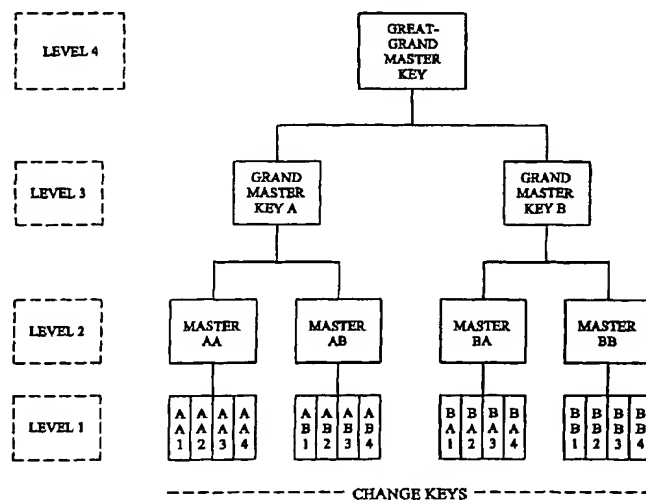 LEVEL 4
GREAT-
GRAND
MASTER
KEY
LEVEL 3
GRAND
MASTER
KEY A
GRAND
MASTER
KEY B
LEVEL 2
MASTER
AA
MASTER
AB
MASTER
BA
MASTER
BB
LEVEL 1
A A A A A A A A B B B B B B B B
A A A A B B B B A A A A B B B B
1 2 3 4 1 2 3 4 1 2 3 4 1 2 3 4
CHANGE KEYS